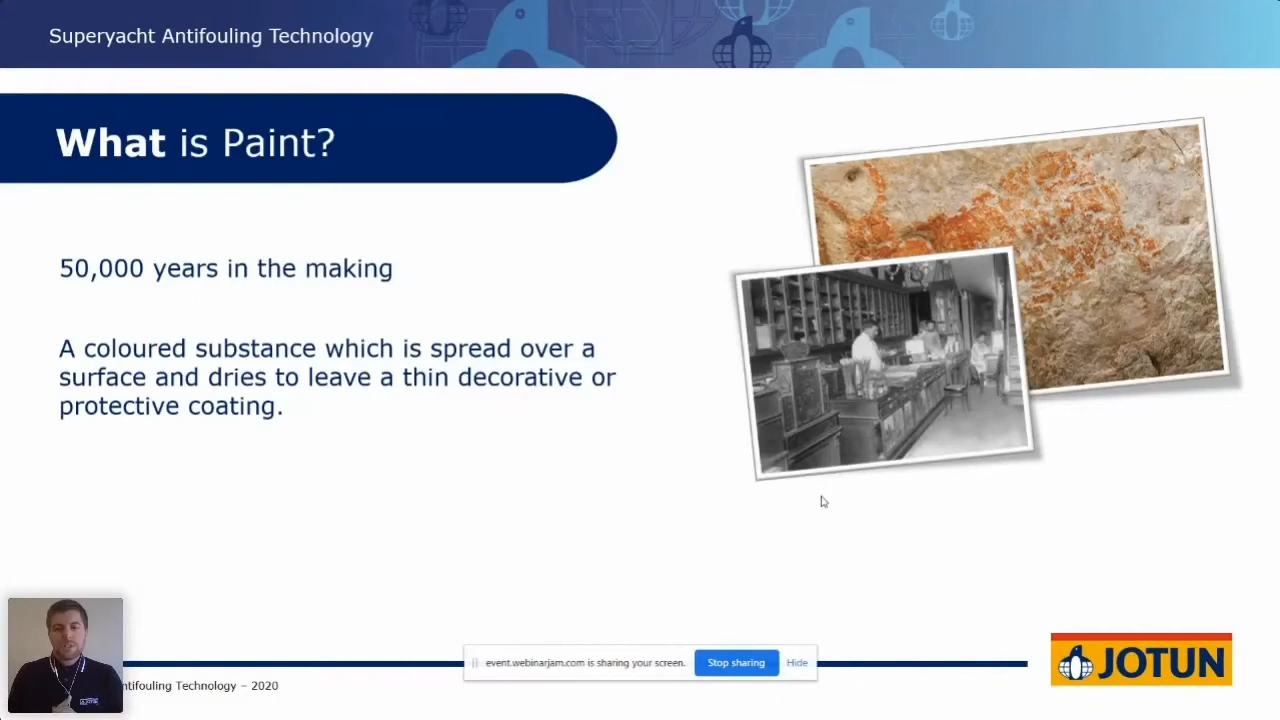 Superyacht Antifouling Technology
What is Paint?
50,000 years in the making
A coloured substance which is spread over a
surface and dries to leave a thin decorative or
protective coating.
event.webinarjam.com is sharing your screen.
Stop sharing
Hide
ntifouling Technology – 2020
JOTUN